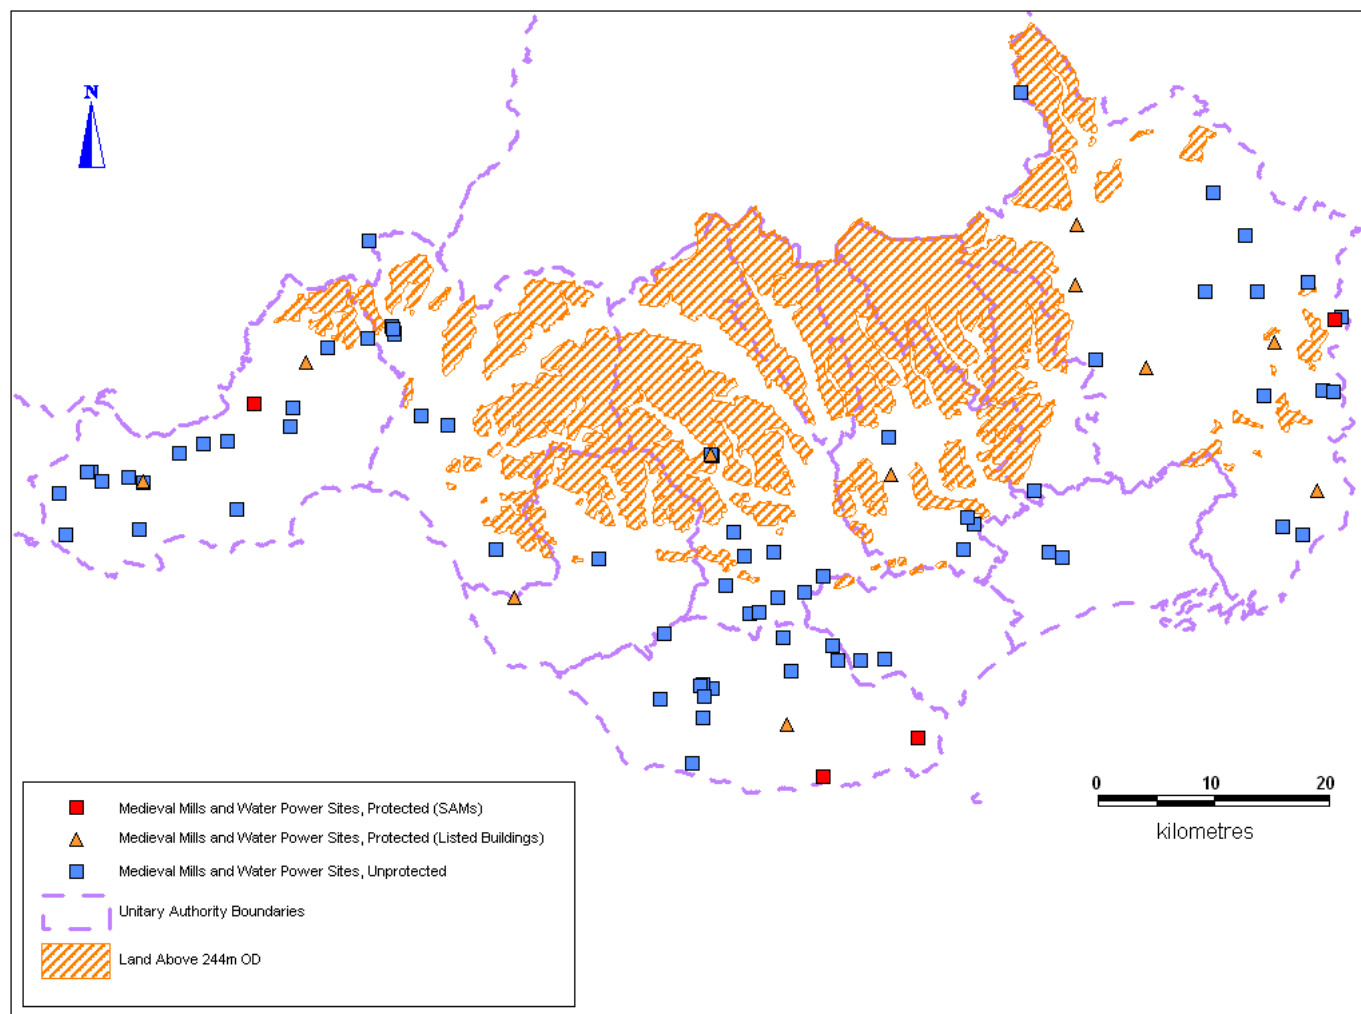 N
0 10 20
kilometres
Medieval Mills and Water Power Sites, Protected (SAMs)
Medieval Mills and Water Power Sites, Protected (Listed Buildings)
Medieval Mills and Water Power Sites, Unprotected
Unitary Authority Boundaries
Land Above 244m OD